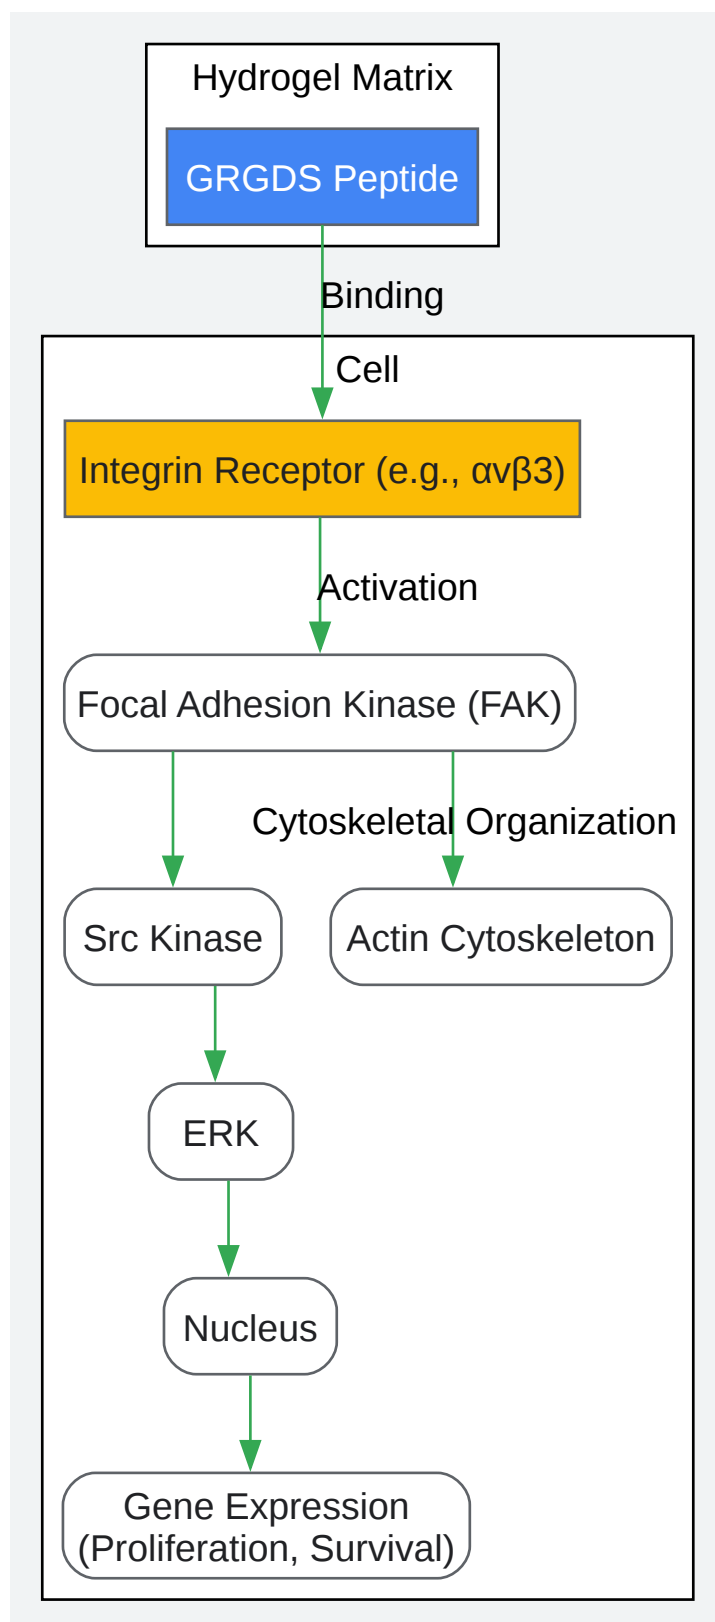 Hydrogel Matrix
GRGDS Peptide
Binding
Cell
Integrin Receptor (e.g., αvβ3)
Activation
Focal Adhesion Kinase (FAK)
Cytoskeletal Organization
Src Kinase
Actin Cytoskeleton
ERK
Nucleus
Gene Expression
(Proliferation, Survival)